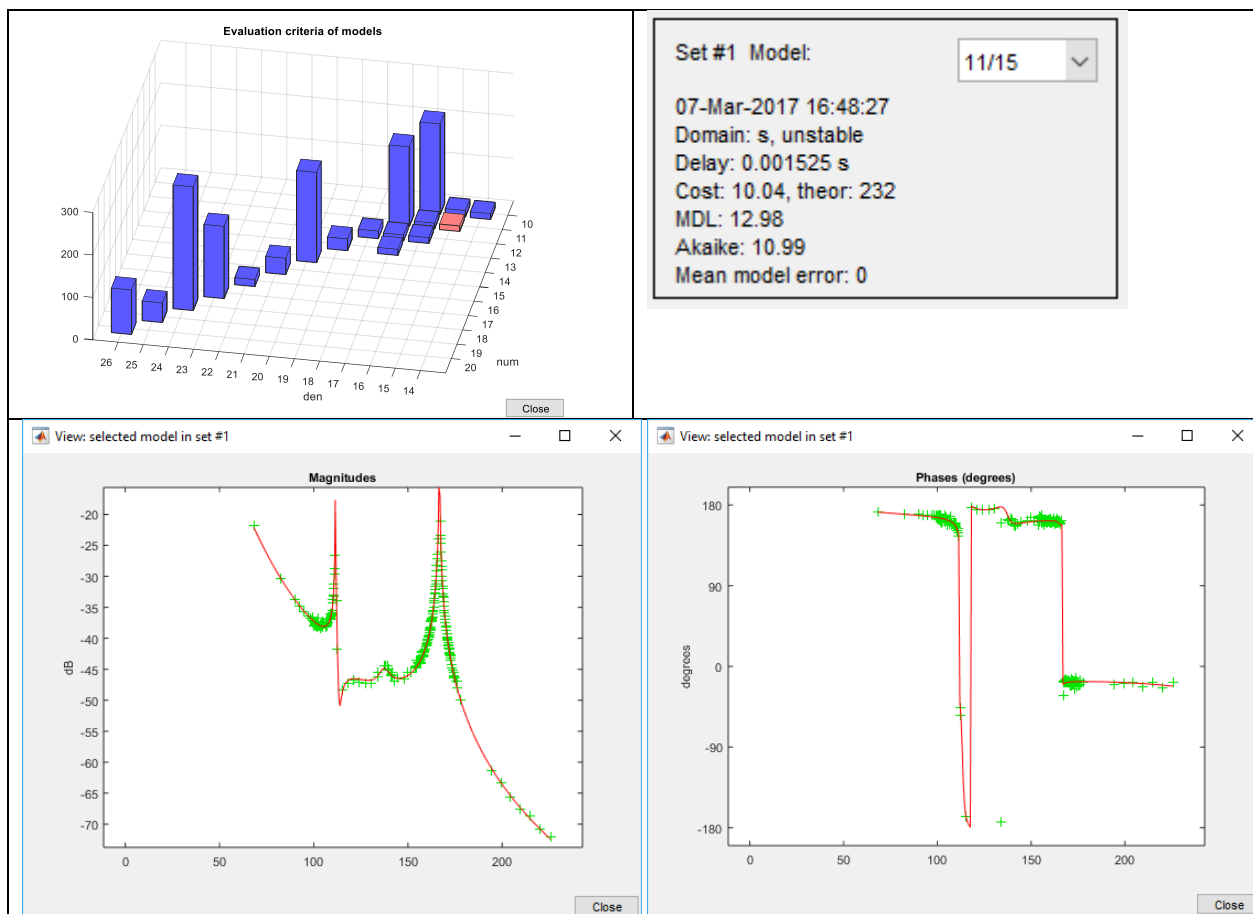 Evaluation criteria of models
300
200
100
0
26 25 24 23 22 21 20 19 18 17 16 15 14
den
10
11
12
13
14
15
16
17
18
19
20
num
Close
Set #1 Model:
11/15
07-Mar-2017 16:48:27
Domain: s, unstable
Delay: 0.001525 s
Cost: 10.04, theor: 232
MDL: 12.98
Akaike: 10.99
Mean model error: 0
View: selected model in set #1
Magnitudes
-20
-25
-30
-35
-40
-45
-50
-55
-60
-65
-70
dB
0 50 100 150 200
Close
View: selected model in set #1
Phases (degrees)
180
90
0
-90
-180
degrees
0 50 100 150 200
Close